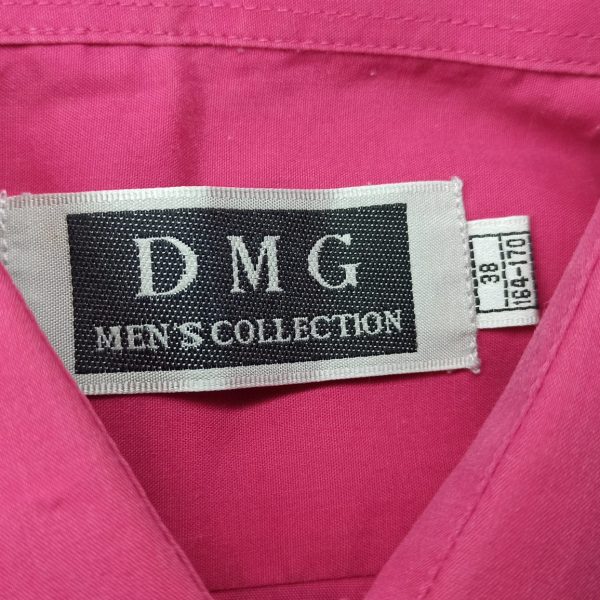 DMG
MEN'S COLLECTION
38
164-170